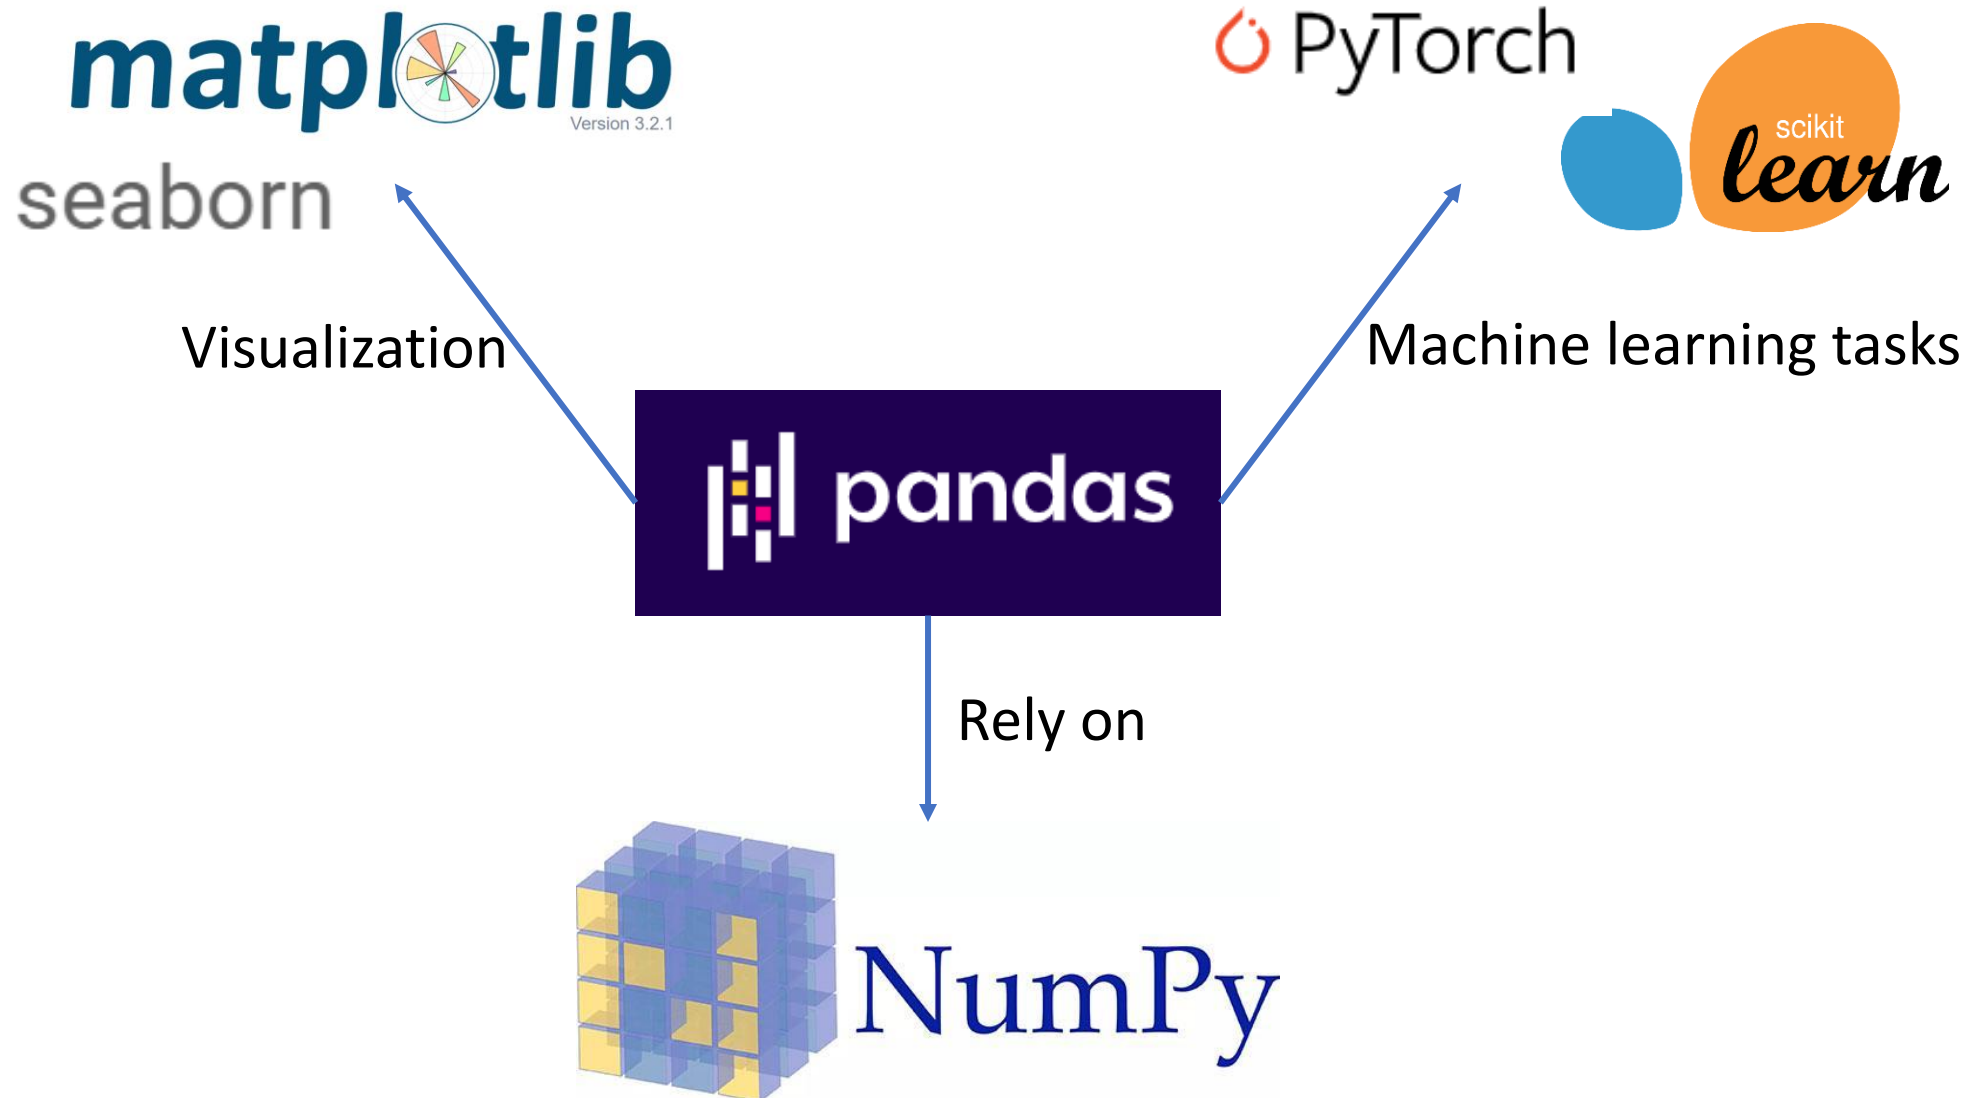 matplotlib
Version 3.2.1
seaborn
PyTorch
scikit
learn
Visualization
Machine learning tasks
pandas
Rely on
NumPy